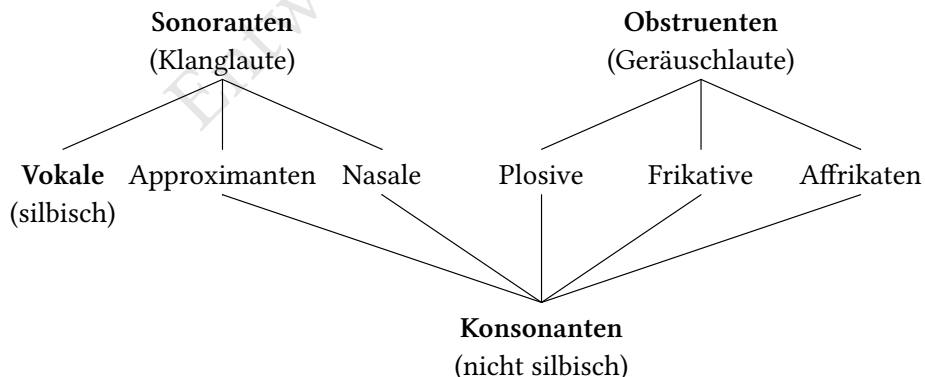 Sonoranten
(Klanglaute)
Obstruenten
(Geräuschlaute)
Vokale
(silbisch)
Approximanten
Nasale
Plosive
Frikative
Affrikaten
Konsonanten
(nicht silbisch)